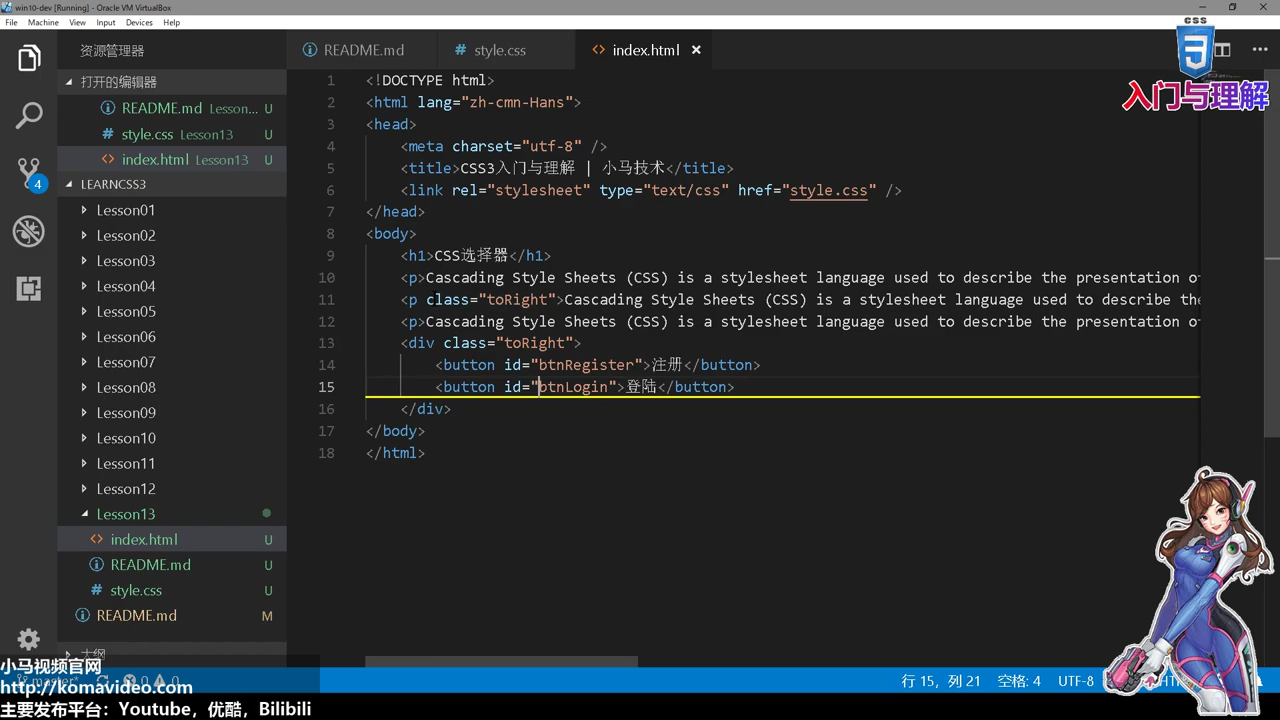 win10-dev [Running] - Oracle VM VirtualBox
File Machine View Input Devices Help
资源管理器
打开的编辑器
README.md Lesson... U
style.css Lesson13 U
index.html Lesson13 U
4
LEARNCSS3
Lesson01
Lesson02
Lesson03
Lesson04
Lesson05
Lesson06
Lesson07
Lesson08
Lesson09
Lesson10
Lesson11
Lesson12
Lesson13
index.html U
README.md U
style.css U
README.md M
大纲
README.md style.css index.html
CSS
入门与理解
1 <!DOCTYPE html>
2 <html lang="zh-cmn-Hans">
3 <head>
4 <meta charset="utf-8" />
5 <title>CSS3入门与理解 | 小马技术</title>
6 <link rel="stylesheet" type="text/css" href="style.css" />
7 </head>
8 <body>
9 <h1>CSS选择器</h1>
10 <p>Cascading Style Sheets (CSS) is a stylesheet language used to describe the presentation o
11 <p class="toRight">Cascading Style Sheets (CSS) is a stylesheet language used to describe the
12 <p>Cascading Style Sheets (CSS) is a stylesheet language used to describe the presentation o
13 <div class="toRight">
14 <button id="btnRegister">注册</button>
15 <button id="btnLogin">登陆</button>
16 </div>
17 </body>
18 </html>
小马视频官网
http://komavideo.com
主要发布平台：Youtube，优酷，Bilibili
master* 0 0
行 15，列 21 空格: 4 UTF-8